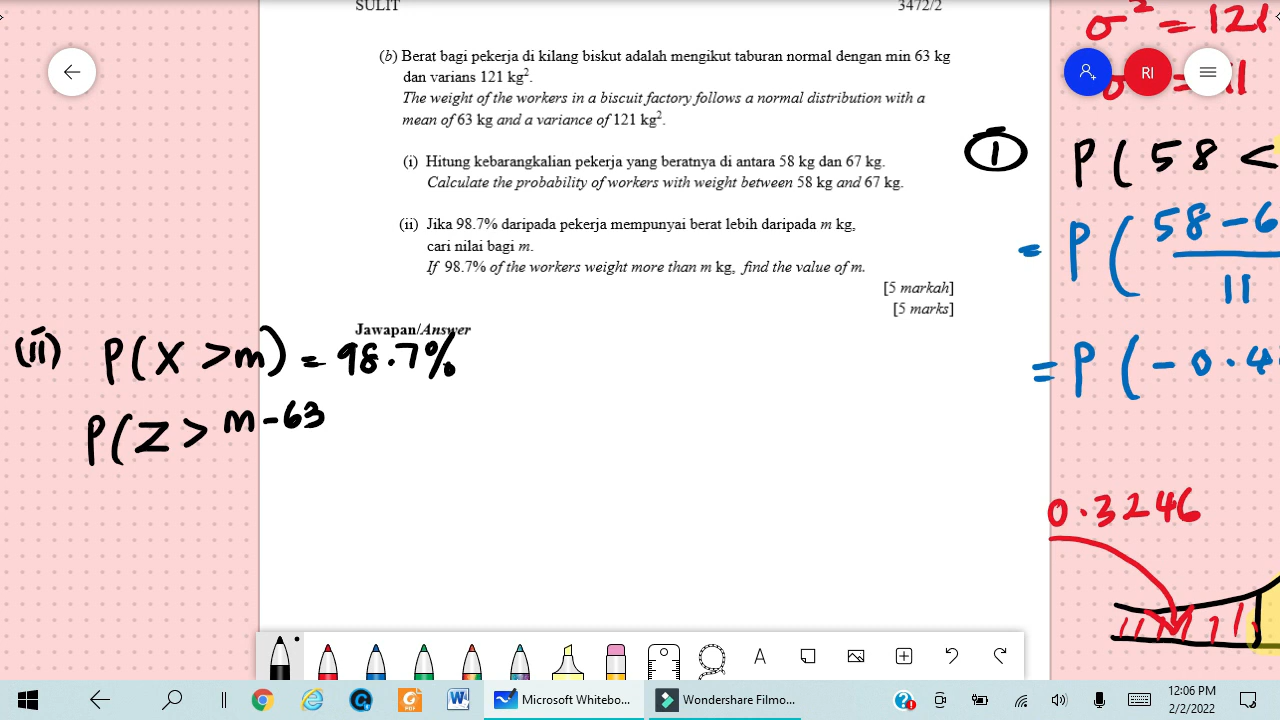 SULIT 3472/2
(b) Berat bagi pekerja di kilang biskut adalah mengikut taburan normal dengan min 63 kg
dan varians 121 kg².
The weight of the workers in a biscuit factory follows a normal distribution with a
mean of 63 kg and a variance of 121 kg².
(i) Hitung kebarangkalian pekerja yang beratnya di antara 58 kg dan 67 kg.
Calculate the probability of workers with weight between 58 kg and 67 kg.
(ii) Jika 98.7% daripada pekerja mempunyai berat lebih daripada m kg,
cari nilai bagi m.
If 98.7% of the workers weight more than m kg, find the value of m.
[5 markah]
[5 marks]
Jawapan/Answer
(ii) P(X >m) = 98.7%
P(Z > m-63
σ² = 121
RI
11
1 P(58 <
= P(58-6
11
= P(-0.4
0.3246
A
Microsoft Whitebo...
Wondershare Filmo...
12:06 PM
2/2/2022